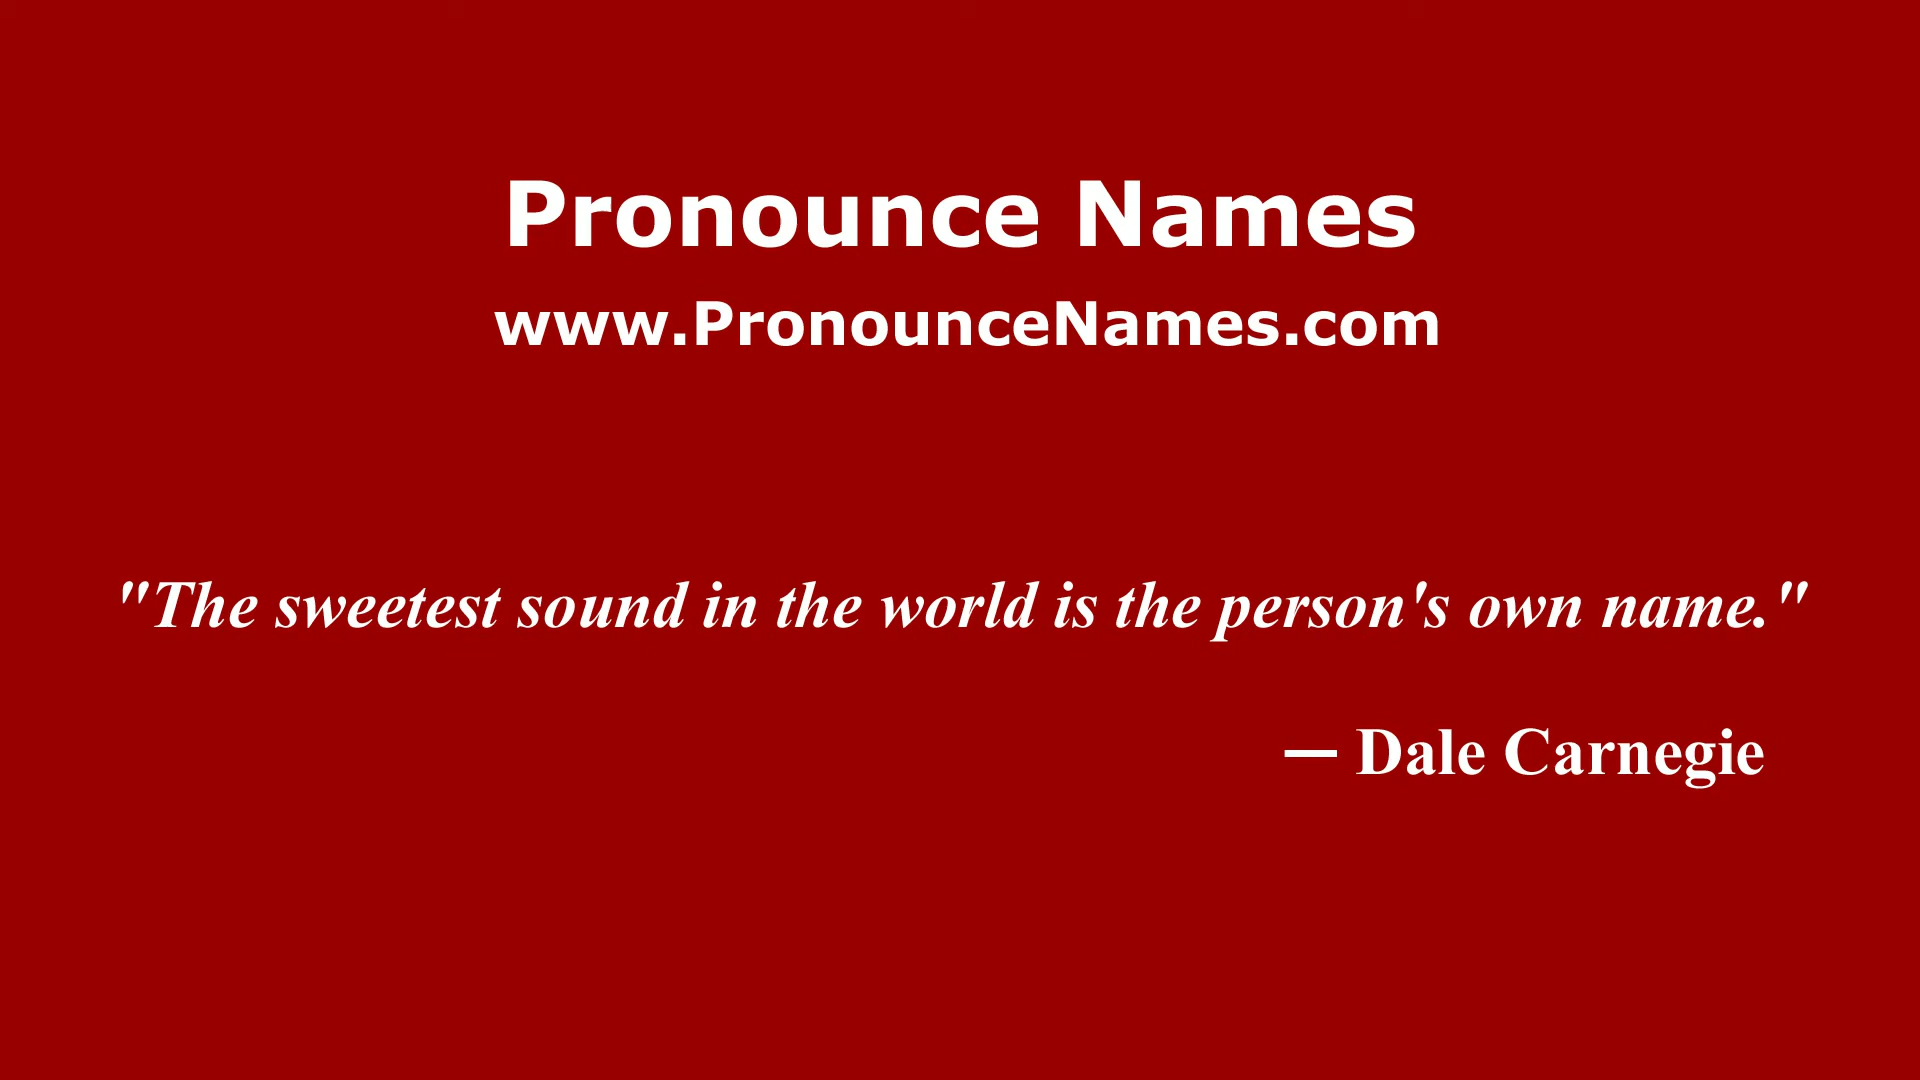 Pronounce Names
www.PronounceNames.com
"The sweetest sound in the world is the person's own name."
— Dale Carnegie